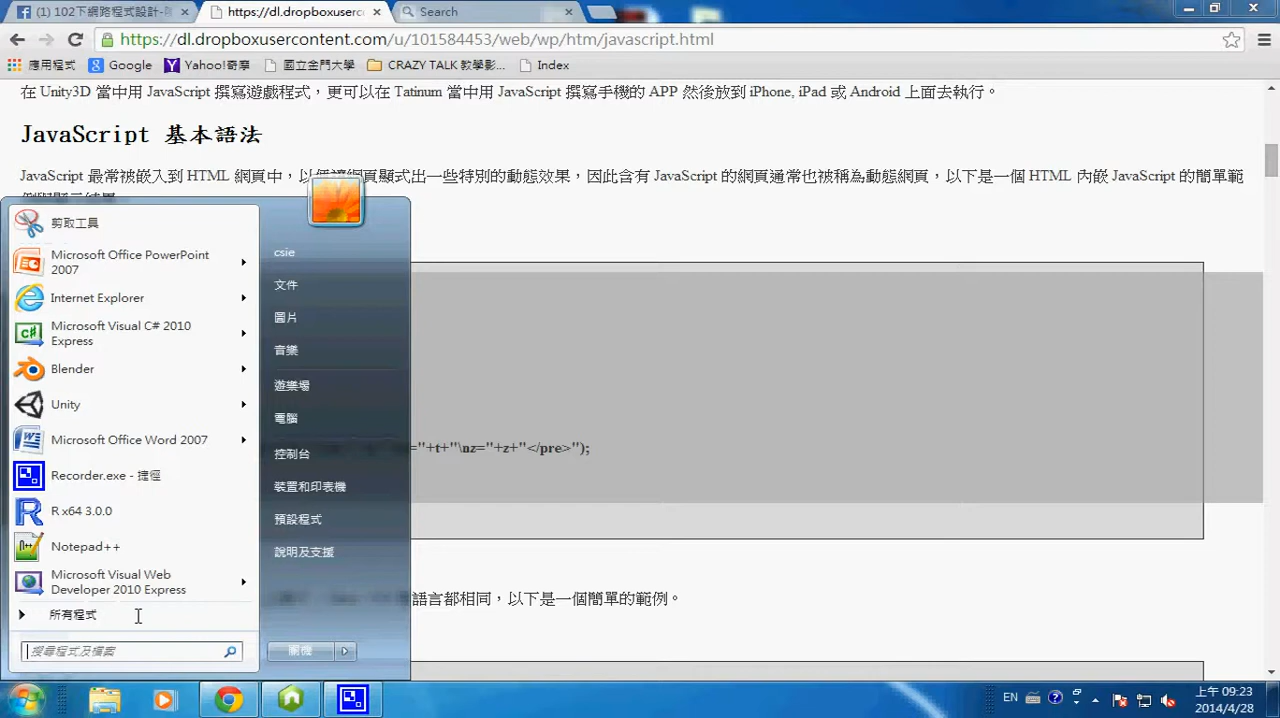 (1) 102下網路程式設計-
https://dl.dropboxuserc
Search
https://dl.dropboxusercontent.com/u/101584453/web/wp/htm/javascript.html
應用程式
Google
Yahoo!奇摩
國立金門大學
CRAZY TALK 教學影...
Index
在 Unity3D 當中用 JavaScript 撰寫遊戲程式，更可以在 Tatinum 當中用 JavaScript 撰寫手機的 APP 然後放到 iPhone, iPad 或 Android 上面去執行。
JavaScript 基本語法
JavaScript 最常被嵌入到 HTML 網頁中，以便讓網頁顯式出一些特別的動態效果，因此含有 JavaScript 的網頁通常也被稱為動態網頁，以下是一個 HTML 內嵌 JavaScript 的簡單範
剪取工具
Microsoft Office PowerPoint
2007
Internet Explorer
Microsoft Visual C# 2010
Express
Blender
Unity
Microsoft Office Word 2007
Recorder.exe - 捷徑
R x64 3.0.0
Notepad++
Microsoft Visual Web
Developer 2010 Express
所有程式
搜尋程式及檔案
csie
文件
圖片
音樂
遊樂場
電腦
控制台
裝置和印表機
預設程式
說明及支援
關機
="+t+"\nz="+z+"</pre>");
語言都相同，以下是一個簡單的範例。
EN
上午 09:23
2014/4/28